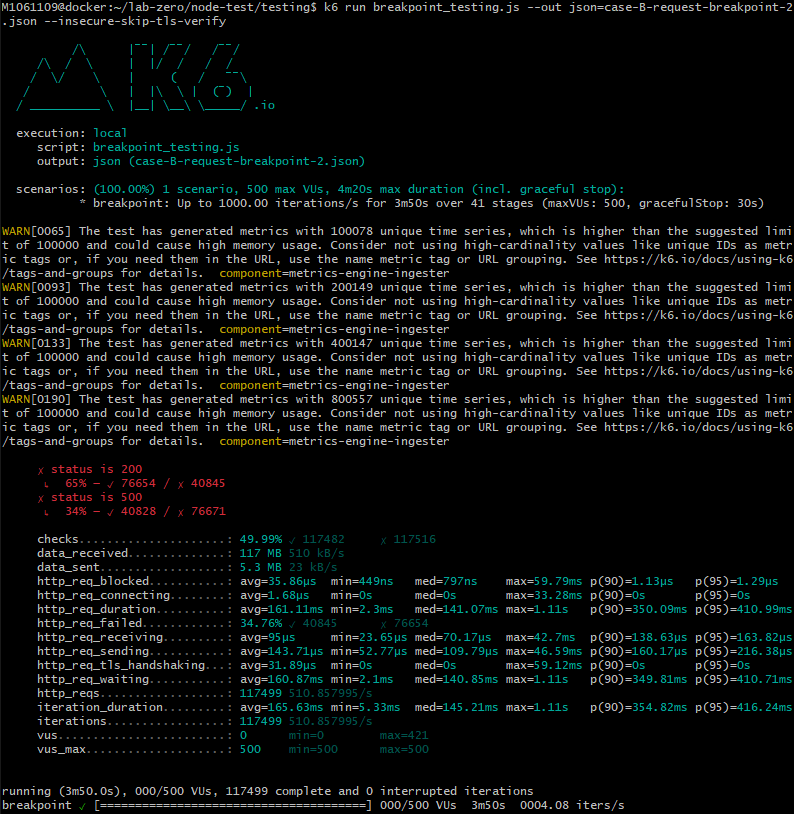 M1061109@docker:~/lab-zero/node-test/testing$ k6 run breakpoint_testing.js --out json=case-B-request-breakpoint-2
.json --insecure-skip-tls-verify
.io
execution: local
script: breakpoint_testing.js
output: json (case-B-request-breakpoint-2.json)
scenarios: (100.00%) 1 scenario, 500 max VUs, 4m20s max duration (incl. graceful stop):
* breakpoint: Up to 1000.00 iterations/s for 3m50s over 41 stages (maxVUs: 500, gracefulStop: 30s)
WARN[0065] The test has generated metrics with 100078 unique time series, which is higher than the suggested limi
t of 100000 and could cause high memory usage. Consider not using high-cardinality values like unique IDs as metr
ic tags or, if you need them in the URL, use the name metric tag or URL grouping. See https://k6.io/docs/using-k6
/tags-and-groups for details.  component=metrics-engine-ingester
WARN[0093] The test has generated metrics with 200149 unique time series, which is higher than the suggested limi
t of 100000 and could cause high memory usage. Consider not using high-cardinality values like unique IDs as metr
ic tags or, if you need them in the URL, use the name metric tag or URL grouping. See https://k6.io/docs/using-k6
/tags-and-groups for details.  component=metrics-engine-ingester
WARN[0133] The test has generated metrics with 400147 unique time series, which is higher than the suggested limi
t of 100000 and could cause high memory usage. Consider not using high-cardinality values like unique IDs as metr
ic tags or, if you need them in the URL, use the name metric tag or URL grouping. See https://k6.io/docs/using-k6
/tags-and-groups for details.  component=metrics-engine-ingester
WARN[0190] The test has generated metrics with 800557 unique time series, which is higher than the suggested limi
t of 100000 and could cause high memory usage. Consider not using high-cardinality values like unique IDs as metr
ic tags or, if you need them in the URL, use the name metric tag or URL grouping. See https://k6.io/docs/using-k6
/tags-and-groups for details.  component=metrics-engine-ingester
✗ status is 200
↳  65% — ✓ 76654 / ✗ 40845
✗ status is 500
↳  34% — ✓ 40828 / ✗ 76671
checks.....................: 49.99% ✓ 117482 ✗ 117516
data_received..............: 117 MB 510 kB/s
data_sent..................: 5.3 MB 23 kB/s
http_req_blocked...........: avg=35.86µs min=449ns med=797ns max=59.79ms p(90)=1.13µs p(95)=1.29µs
http_req_connecting........: avg=1.68µs min=0s med=0s max=33.28ms p(90)=0s p(95)=0s
http_req_duration..........: avg=161.11ms min=2.3ms med=141.07ms max=1.11s p(90)=350.09ms p(95)=410.99ms
http_req_failed............: 34.76% ✓ 40845 ✗ 76654
http_req_receiving.........: avg=95µs min=23.65µs med=70.17µs max=42.7ms p(90)=138.63µs p(95)=163.82µs
http_req_sending...........: avg=143.71µs min=52.77µs med=109.79µs max=46.59ms p(90)=160.17µs p(95)=216.38µs
http_req_tls_handshaking...: avg=31.89µs min=0s med=0s max=59.12ms p(90)=0s p(95)=0s
http_req_waiting...........: avg=160.87ms min=2.1ms med=140.85ms max=1.11s p(90)=349.81ms p(95)=410.71ms
http_reqs..................: 117499 510.857995/s
iteration_duration.........: avg=165.63ms min=5.33ms med=145.21ms max=1.11s p(90)=354.82ms p(95)=416.24ms
iterations.................: 117499 510.857995/s
vus........................: 0 min=0 max=421
vus_max....................: 500 min=500 max=500
running (3m50.0s), 000/500 VUs, 117499 complete and 0 interrupted iterations
breakpoint ✓ [======================================] 000/500 VUs  3m50s  0004.08 iters/s